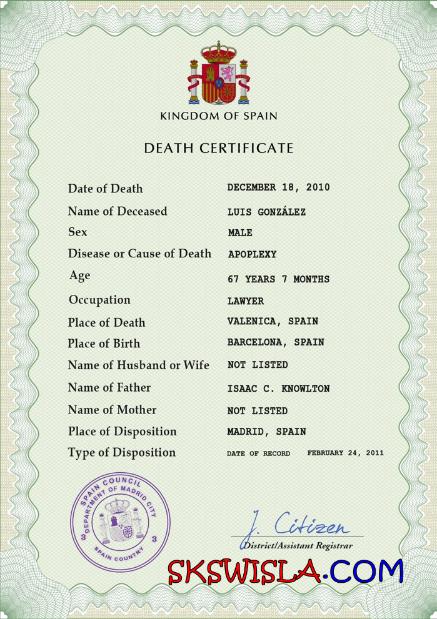 KINGDOM OF SPAIN
DEATH CERTIFICATE
Date of Death DECEMBER 18, 2010
Name of Deceased LUIS GONZÁLEZ
Sex MALE
Disease or Cause of Death APOPLEXY
Age 67 YEARS 7 MONTHS
Occupation LAWYER
Place of Death VALENICA, SPAIN
Place of Birth BARCELONA, SPAIN
Name of Husband or Wife NOT LISTED
Name of Father ISAAC C. KNOWLTON
Name of Mother NOT LISTED
Place of Disposition MADRID, SPAIN
Type of Disposition DATE OF RECORD FEBRUARY 24, 2011
SPAIN COUNCIL
DEPARTMENT OF MADRID CITY
3 3
SPAIN COUNTRY
J. Citizen
District/Assistant Registrar
SKSWISLA.COM